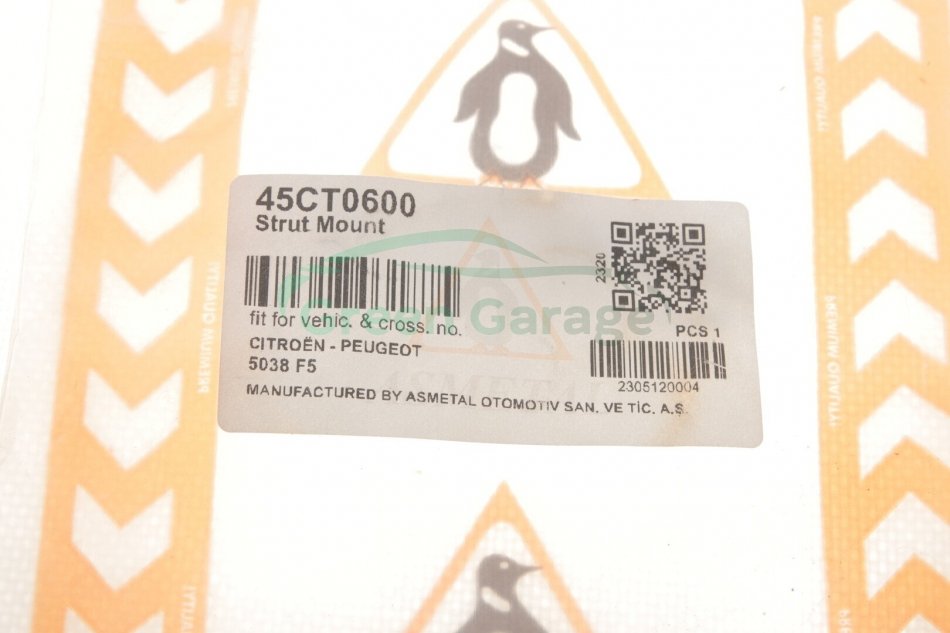 45CT0600
Strut Mount
2320
Green Garage
fit for vehic. & cross. no.
PCS 1
CITROËN - PEUGEOT
5038 F5
2305120004
ASMETAL
MANUFACTURED BY ASMETAL OTOMOTIV SAN. VE TİC. A.Ş.